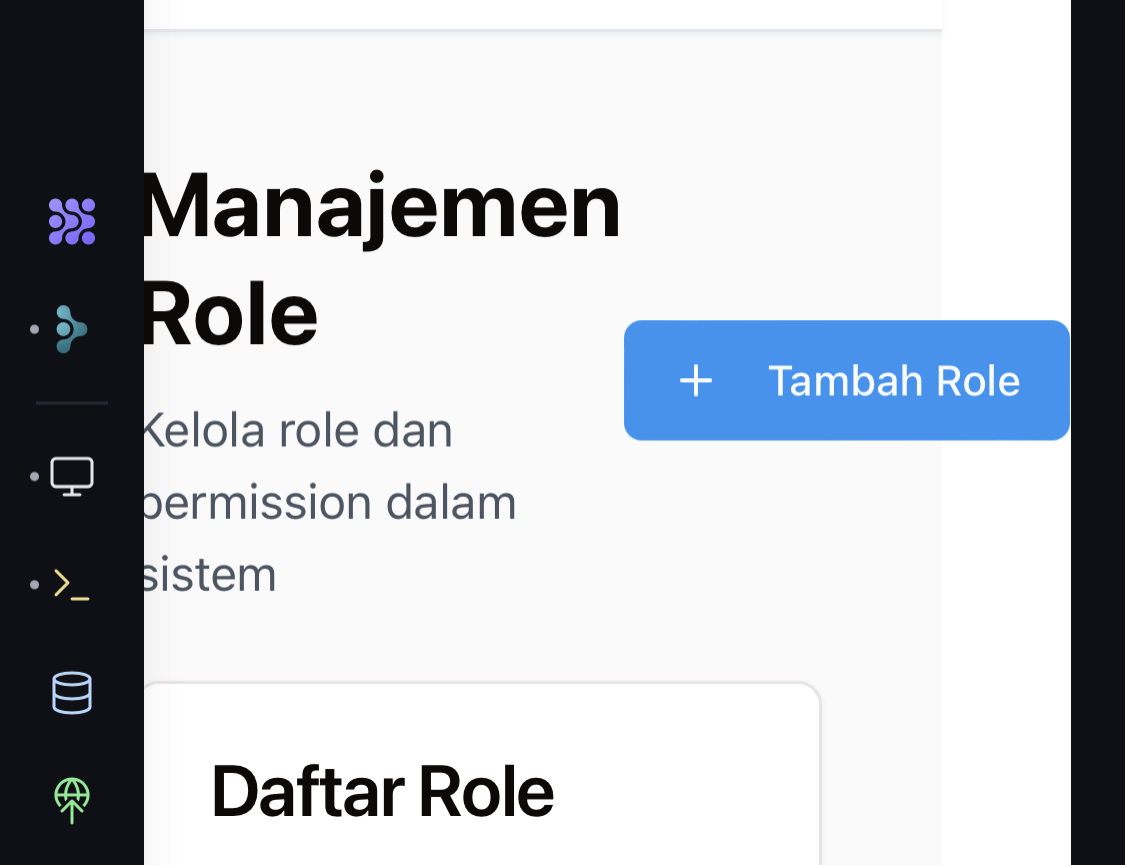 Manajemen
Role
Tambah Role
Kelola role dan
permission dalam
sistem
Daftar Role